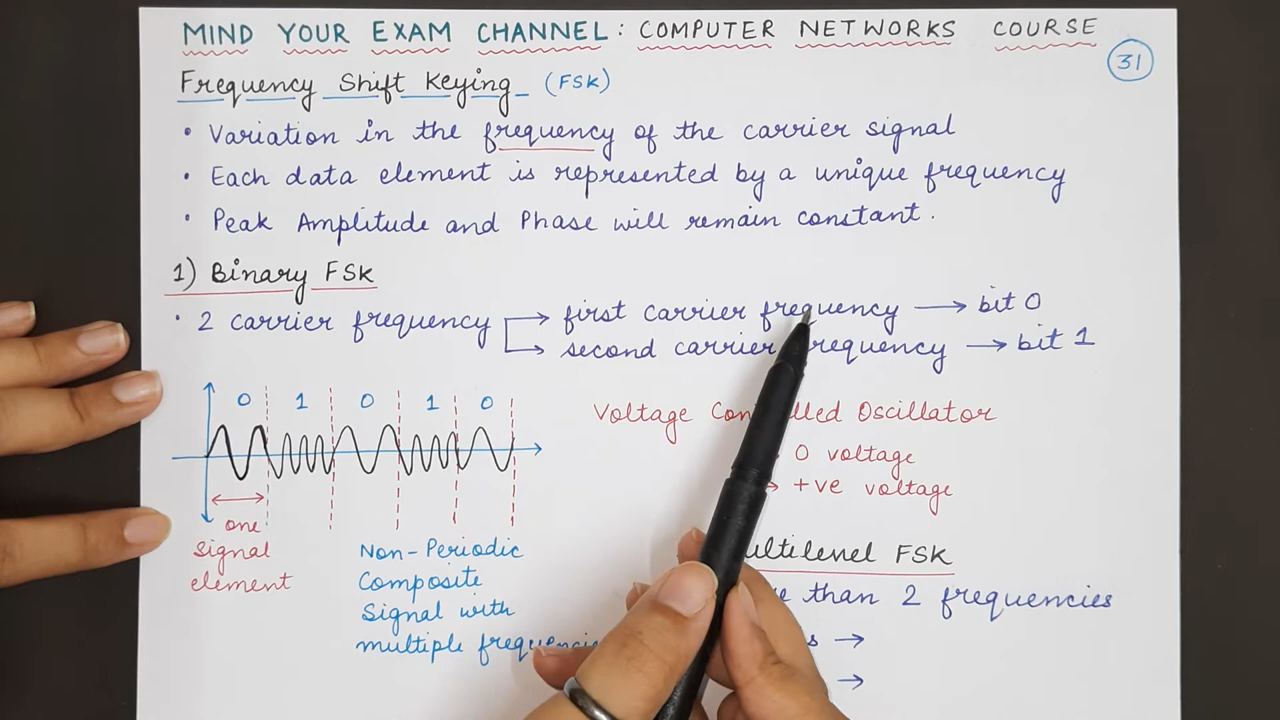 MIND YOUR EXAM CHANNEL: COMPUTER NETWORKS COURSE
31
Frequency Shift Keying (FSK)
• Variation in the frequency of the carrier signal
• Each data element is represented by a unique frequency
• Peak Amplitude and Phase will remain constant.
1) Binary FSK
• 2 carrier frequency → first carrier frequency → bit 0
→ second carrier frequency → bit 1
0 1 0 1 0
Voltage Oscillator
0 voltage
→ +ve voltage
one
signal
element
Non-Periodic
Composite
Signal with
multiple
FSK
than 2 frequencies
→
→